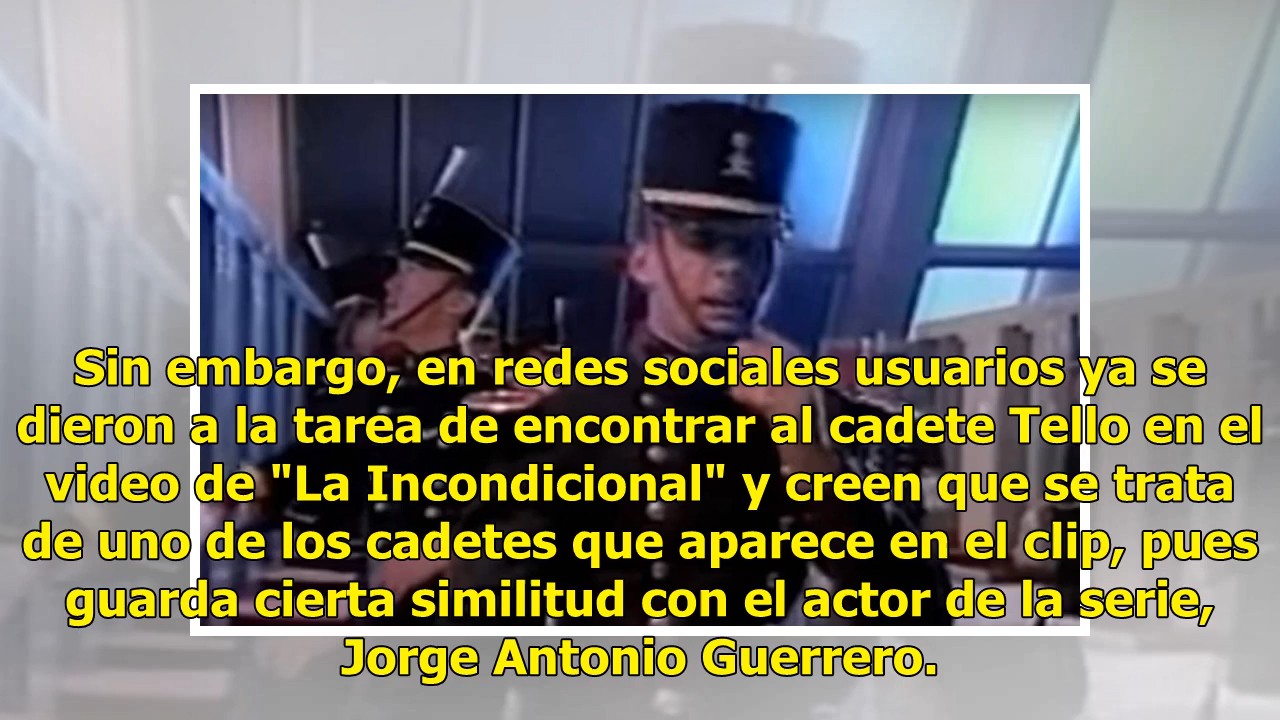 Sin embargo, en redes sociales usuarios ya se
dieron a la tarea de encontrar al cadete Tello en el
video de "La Incondicional" y creen que se trata
de uno de los cadetes que aparece en el clip, pues
guarda cierta similitud con el actor de la serie,
Jorge Antonio Guerrero.